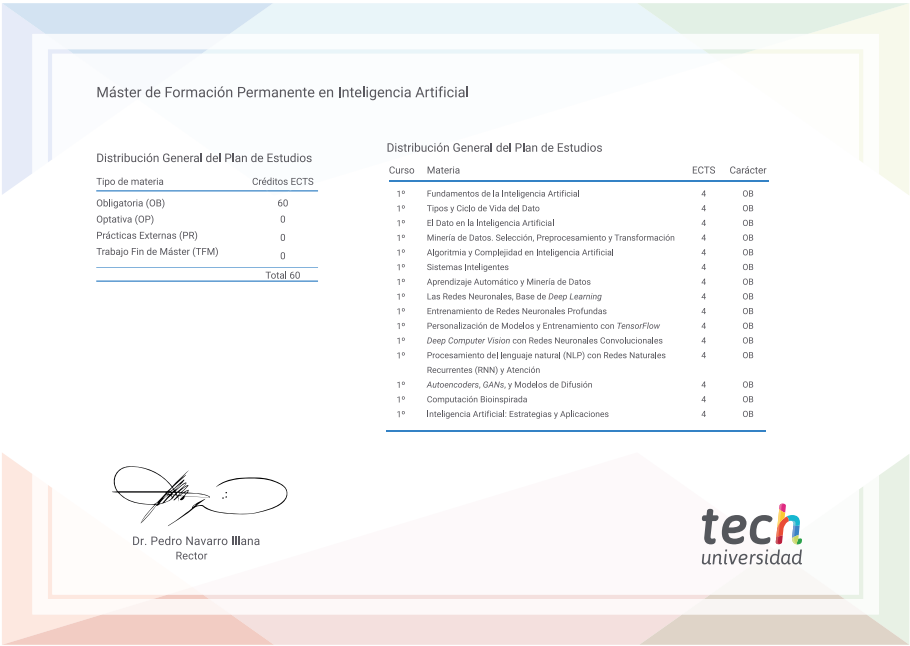 Máster de Formación Permanente en Inteligencia Artificial
Distribución General del Plan de Estudios
Tipo de materia Créditos ECTS
Obligatoria (OB) 60
Optativa (OP) 0
Prácticas Externas (PR) 0
Trabajo Fin de Máster (TFM) 0
Total 60
Distribución General del Plan de Estudios
Curso Materia ECTS Carácter
1º Fundamentos de la Inteligencia Artificial 4 OB
1º Tipos y Ciclo de Vida del Dato 4 OB
1º El Dato en la Inteligencia Artificial 4 OB
1º Minería de Datos. Selección, Preprocesamiento y Transformación 4 OB
1º Algoritmia y Complejidad en Inteligencia Artificial 4 OB
1º Sistemas Inteligentes 4 OB
1º Aprendizaje Automático y Minería de Datos 4 OB
1º Las Redes Neuronales, Base de Deep Learning 4 OB
1º Entrenamiento de Redes Neuronales Profundas 4 OB
1º Personalización de Modelos y Entrenamiento con TensorFlow 4 OB
1º Deep Computer Vision con Redes Neuronales Convolucionales 4 OB
1º Procesamiento del lenguaje natural (NLP) con Redes Naturales 4 OB
Recurrentes (RNN) y Atención
1º Autoencoders, GANs, y Modelos de Difusión 4 OB
1º Computación Bioinspirada 4 OB
1º Inteligencia Artificial: Estrategias y Aplicaciones 4 OB
Dr. Pedro Navarro Illana
Rector
tech
universidad